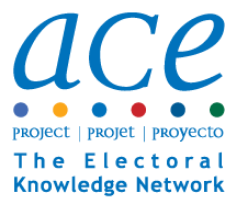 ace
PROJECT | PROJET | PROYECTO
The Electoral
Knowledge Network